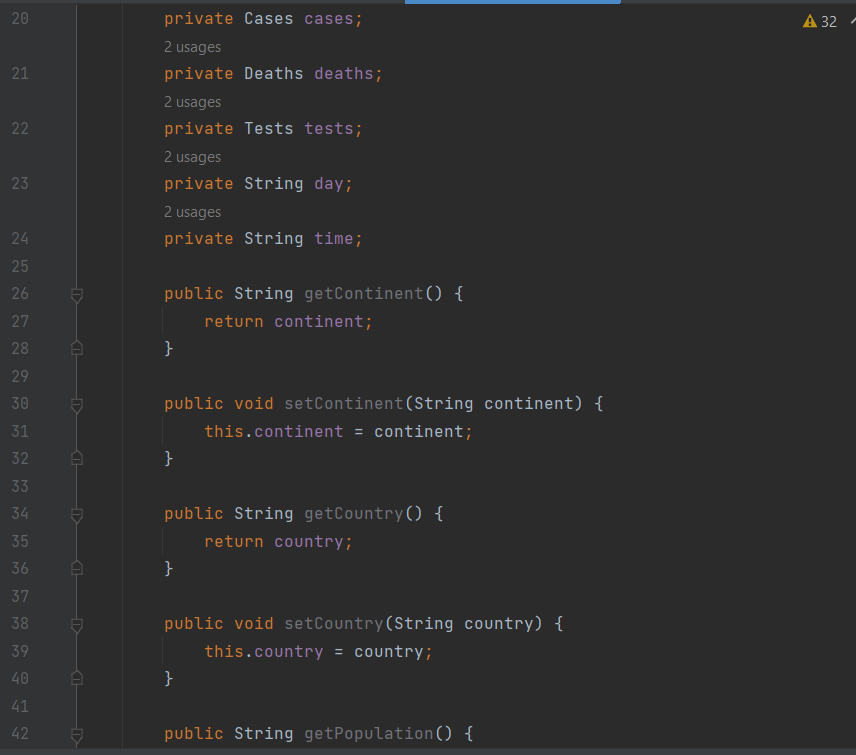 20 private Cases cases; 32
2 usages
21 private Deaths deaths;
2 usages
22 private Tests tests;
2 usages
23 private String day;
2 usages
24 private String time;
25
26 public String getContinent() {
27 return continent;
28 }
29
30 public void setContinent(String continent) {
31 this.continent = continent;
32 }
33
34 public String getCountry() {
35 return country;
36 }
37
38 public void setCountry(String country) {
39 this.country = country;
40 }
41
42 public String getPopulation() {